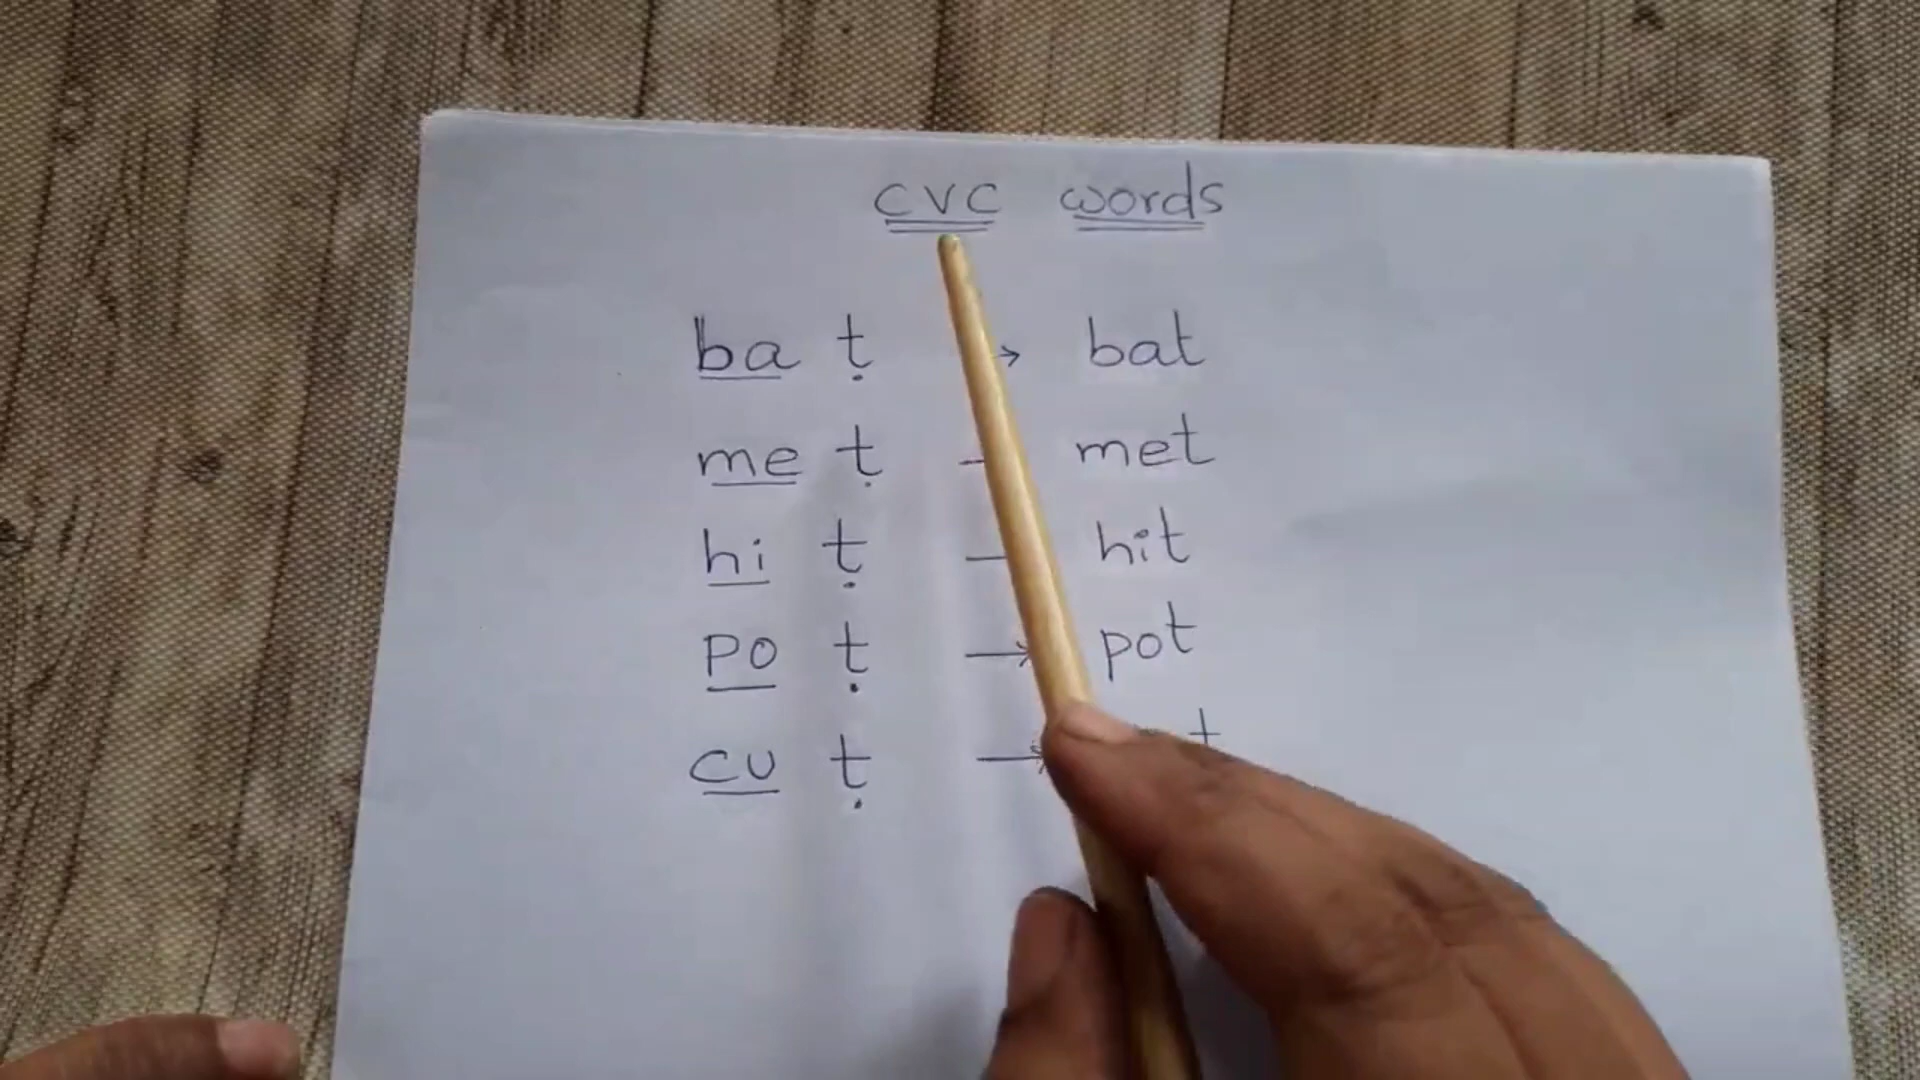 CVC words
ba t → bat
me t - met
hi t - hit
po t → pot
cu t → t